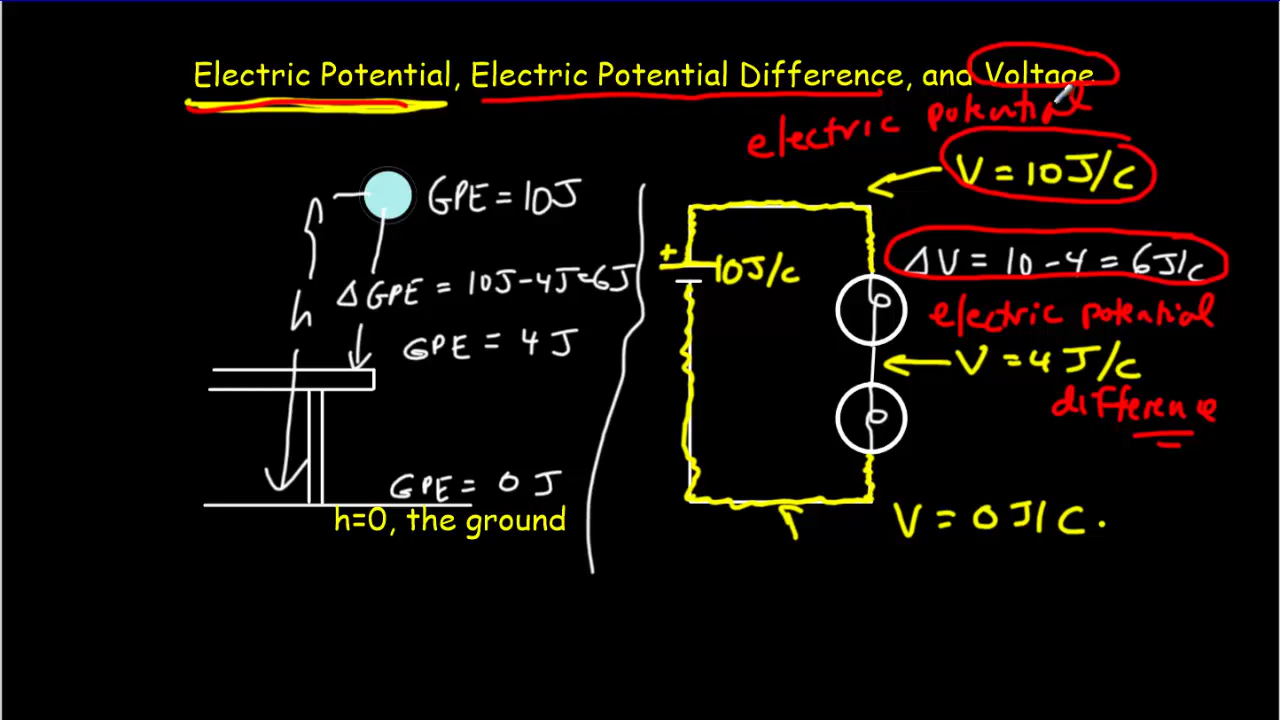 Electric Potential, Electric Potential Difference, and Voltage
electric potential
GPE = 10J
V = 10J/C
+
10J/C
ΔV = 10 - 4 = 6J/C
ΔGPE = 10J-4J=6J
h
electric potential
GPE = 4 J
V = 4 J/C
difference
GPE = 0 J
h=0, the ground
V = 0J/C.